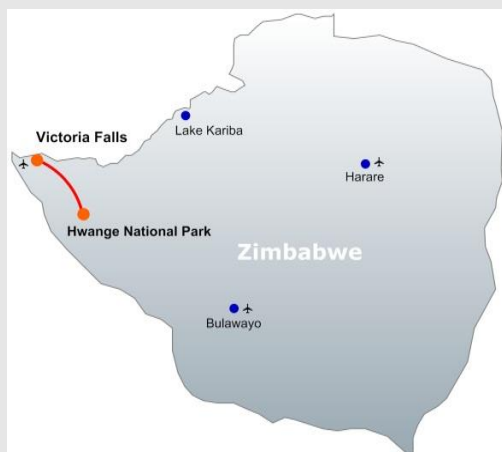 Victoria Falls
Lake Kariba
Harare
Hwange National Park
Zimbabwe
Bulawayo